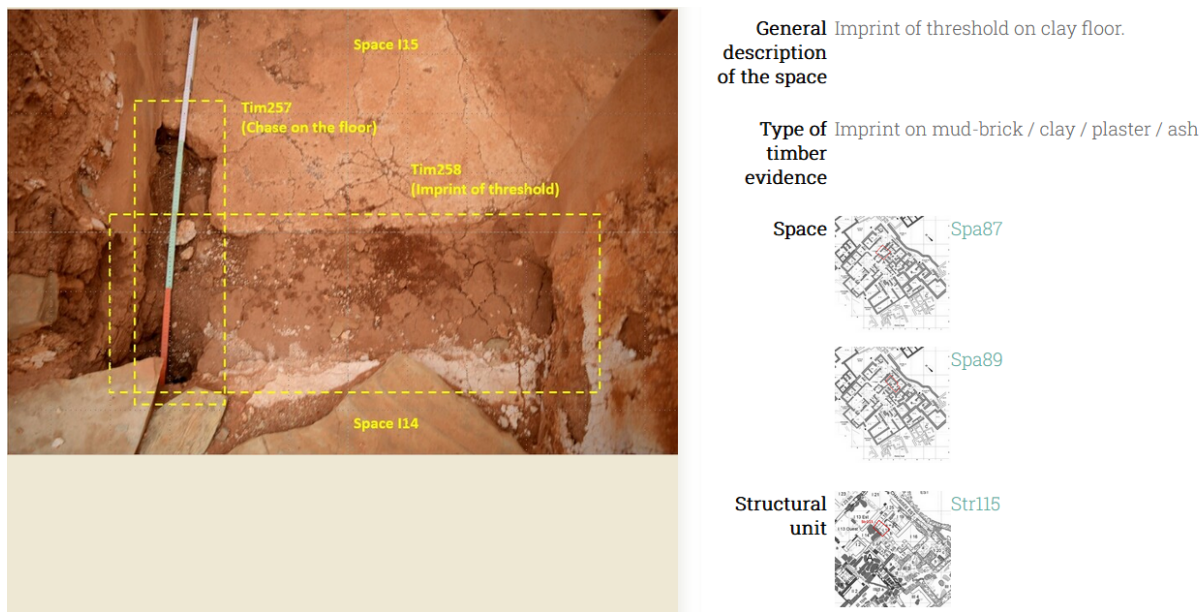 Space I15
Tim257
(Chase on the floor)
Tim258
(Imprint of threshold)
Space I14
General description of the space
Imprint of threshold on clay floor.
Type of timber evidence
Imprint on mud-brick / clay / plaster / ash
Space
Spa87
Spa89
Structural unit
Str115